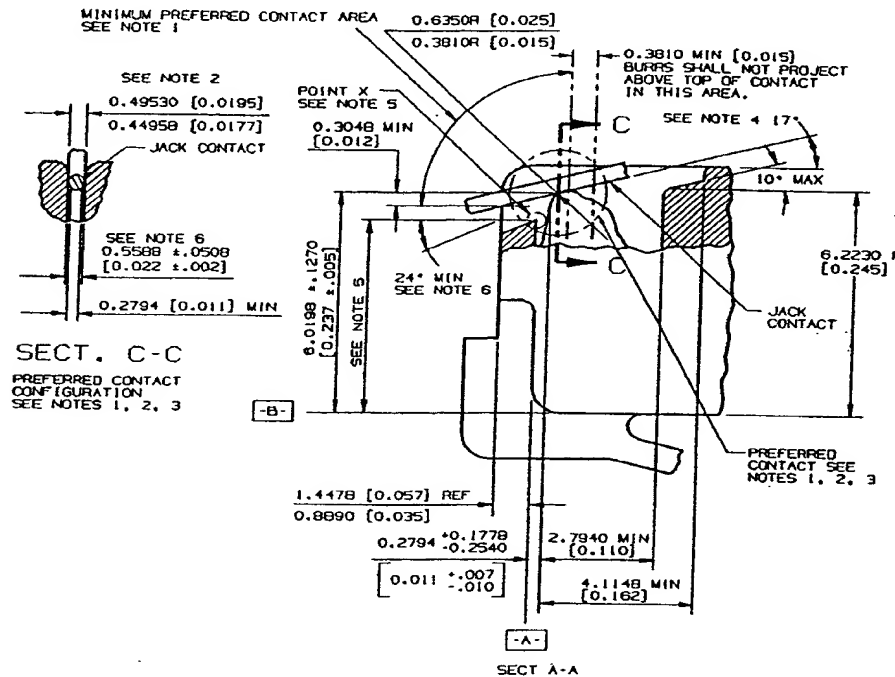 MINIMUM PREFERRED CONTACT AREA
SEE NOTE 1
0.6350R [0.025]
0.3810R [0.015]
0.3810 MIN [0.015]
BURRS SHALL NOT PROJECT
ABOVE TOP OF CONTACT
IN THIS AREA.
SEE NOTE 2
0.49530 [0.0195]
0.44958 [0.0177]
JACK CONTACT
POINT X
SEE NOTE 5
0.3048 MIN
[0.012]
C
SEE NOTE 4 17°
10° MAX
SEE NOTE 6
0.5588 ±.0508
[0.022 ±.002]
0.2794 [0.011] MIN
24° MIN
SEE NOTE 6
C
6.0198 ±.1270
[0.237 ±.005]
SEE NOTE 5
6.2230
[0.245]
JACK
CONTACT
SECT. C-C
PREFERRED CONTACT
CONFIGURATION
SEE NOTES 1, 2, 3
-B-
PREFERRED
CONTACT SEE
NOTES 1, 2, 3
1.4478 [0.057] REF
0.8890 [0.035]
0.2794 +0.1778 -0.2540
[0.011 +.007 -.010]
2.7940 MIN
[0.110]
4.1148 MIN
[0.162]
-A-
SECT A-A